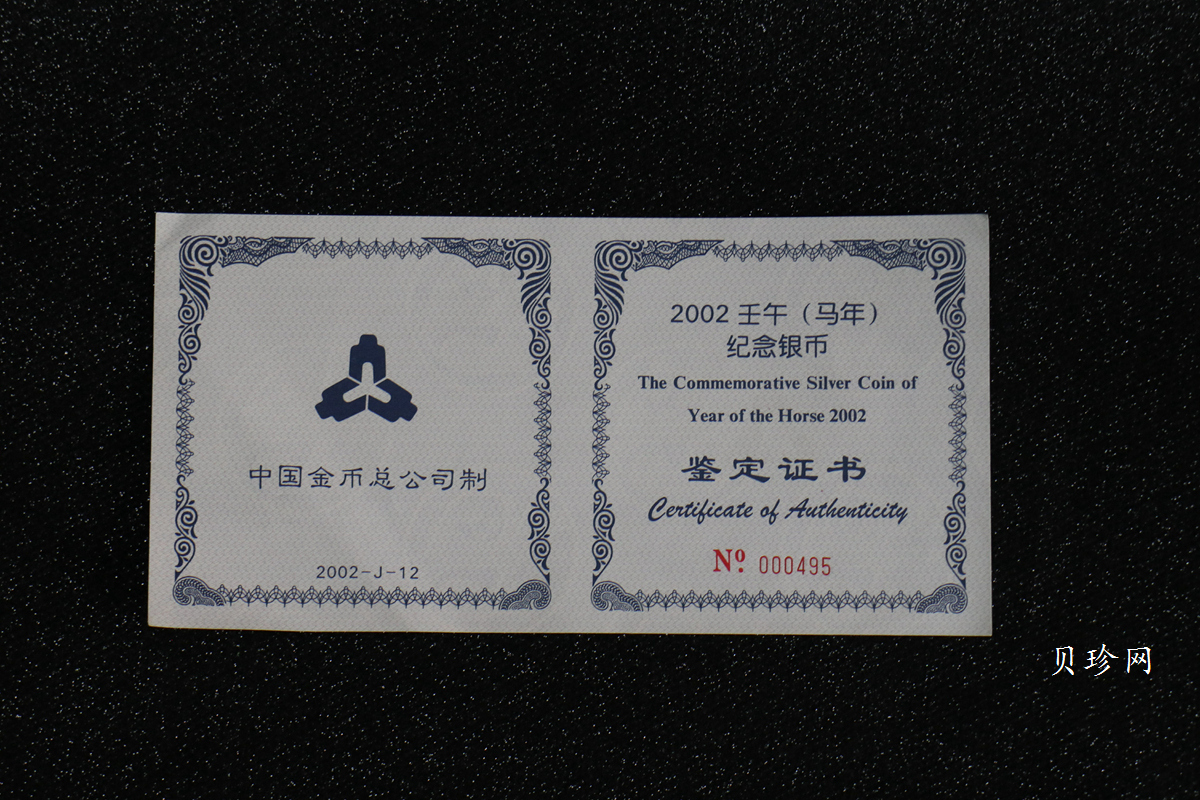 中国金币总公司制
2002-J-12
2002 壬午（马年）
纪念银币
The Commemorative Silver Coin of
Year of the Horse 2002
鉴定证书
Certificate of Authenticity
Nº 000495
贝珍网